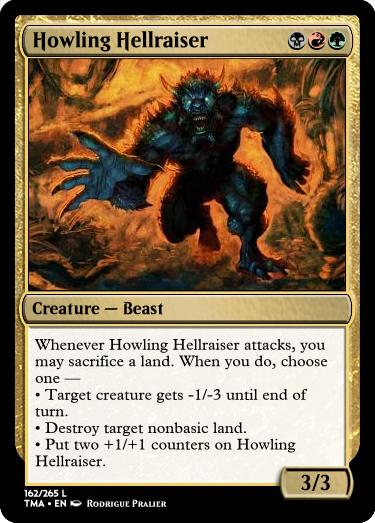 Howling Hellraiser
Creature — Beast
Whenever Howling Hellraiser attacks, you
may sacrifice a land. When you do, choose
one —
• Target creature gets -1/-3 until end of
turn.
• Destroy target nonbasic land.
• Put two +1/+1 counters on Howling
Hellraiser.
3/3
162/265 L
TMA • EN Rodrigue Pralier